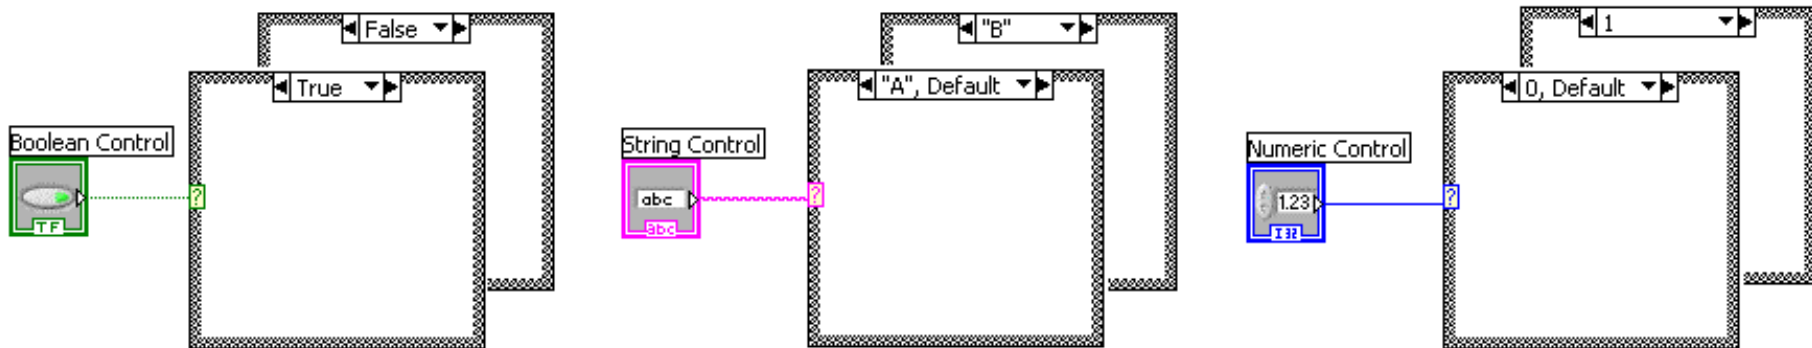 False
True
Boolean Control
TF
"B"
"A", Default
String Control
abc
abc
1
0, Default
Numeric Control
1.23
I32
?
?
?